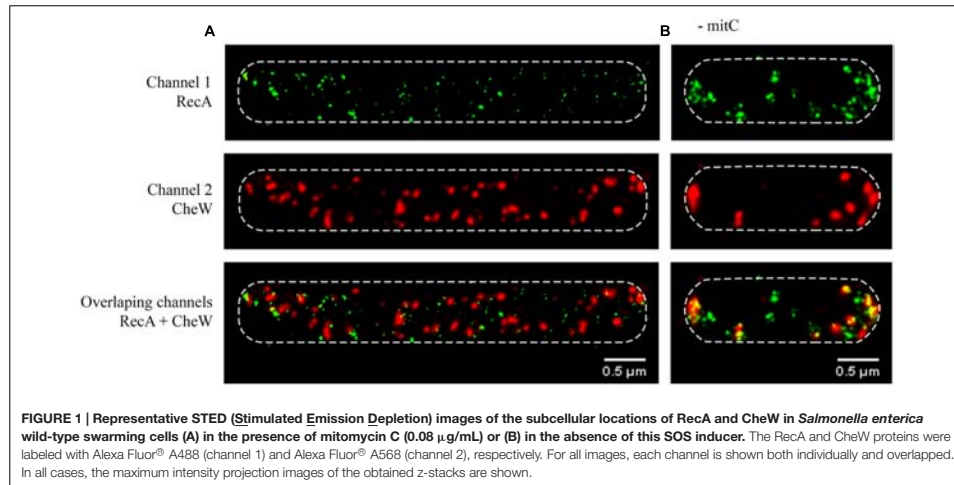 A
B
- mitC
Channel 1
RecA
Channel 2
CheW
Overlaping channels
RecA + CheW
0.5 µm
0.5 µm
FIGURE 1 | Representative STED (Stimulated Emission Depletion) images of the subcellular locations of RecA and CheW in Salmonella enterica
wild-type swarming cells (A) in the presence of mitomycin C (0.08 µg/mL) or (B) in the absence of this SOS inducer. The RecA and CheW proteins were
labeled with Alexa Fluor® A488 (channel 1) and Alexa Fluor® A568 (channel 2), respectively. For all images, each channel is shown both individually and overlapped.
In all cases, the maximum intensity projection images of the obtained z-stacks are shown.